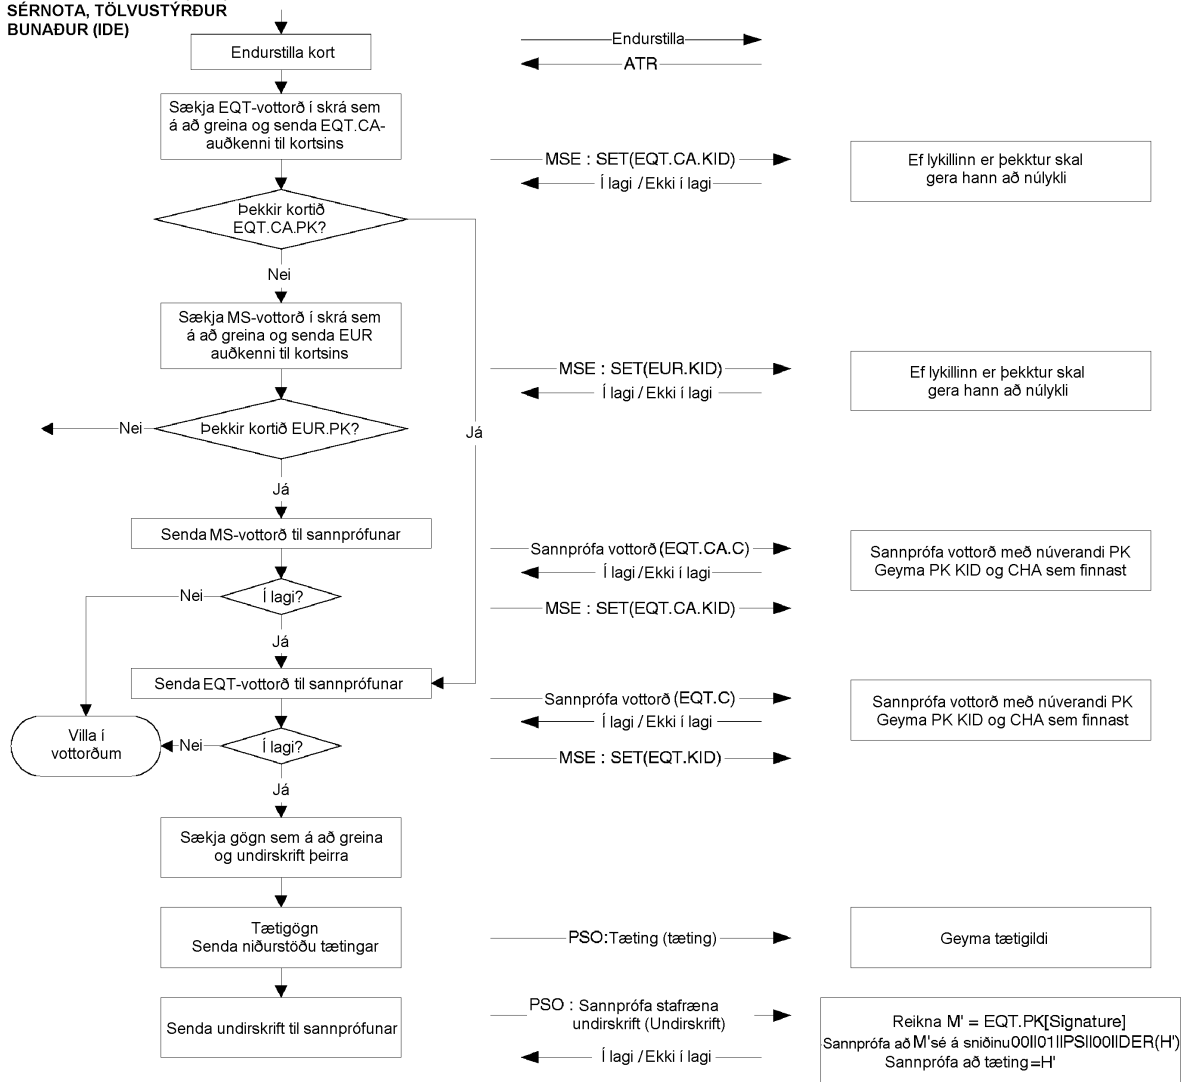 SÉRNOTA, TÖLVUSTÝRÐUR
BUNAÐUR (IDE)
Endurstilla kort
Endurstilla
ATR
Sækja EQT-vottorð í skrá sem
á að greina og senda EQT.CA-
auðkenni til kortsins
MSE : SET(EQT.CA.KID)
Í lagi /Ekki í lagi
Ef lykillinn er þekktur skal
gera hann að núlykli
Þekkir kortið
EQT.CA.PK?
Nei
Sækja MS-vottorð í skrá sem
á að greina og senda EUR
auðkenni til kortsins
MSE : SET(EUR.KID)
Í lagi /Ekki í lagi
Ef lykillinn er þekktur skal
gera hann að núlykli
Nei
Þekkir kortið EUR.PK?
Já
Já
Senda MS-vottorð til sannprófunar
Sannprófa vottorð (EQT.CA.C)
Í lagi /Ekki í lagi
MSE : SET(EQT.CA.KID)
Sannprófa vottorð með núverandi PK
Geyma PK KID og CHA sem finnast
Nei
Í lagi?
Já
Senda EQT-vottorð til sannprófunar
Sannprófa vottorð (EQT.C)
Í lagi /Ekki í lagi
MSE : SET(EQT.KID)
Sannprófa vottorð með núverandi PK
Geyma PK KID og CHA sem finnast
Villa í
vottorðum
Nei
Í lagi?
Já
Sækja gögn sem á að greina
og undirskrift þeirra
Tætigögn
Senda niðurstöðu tætingar
PSO:Tæting (tæting)
Geyma tætigildi
Senda undirskrift til sannprófunar
PSO : Sannprófa stafræna
undirskrift (Undirskrift)
Í lagi /Ekki í lagi
Reikna M' = EQT.PK[Signature]
Sannprófa að M'sé á sniðinu00II01IIPSII00IIDER(H')
Sannprófa að tæting=H'